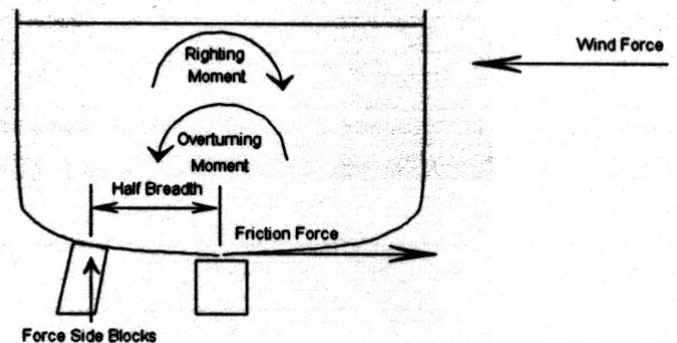 Righting
Moment
Wind Force
Overturning
Moment
Half Breadth
Friction Force
Force Side Blocks